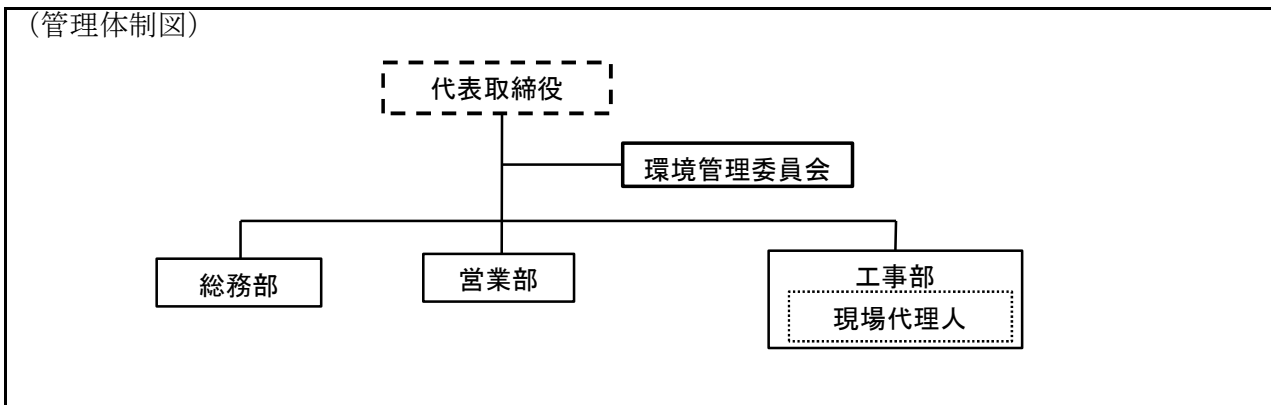 （管理体制図）
代表取締役
環境管理委員会
総務部
営業部
工事部
現場代理人